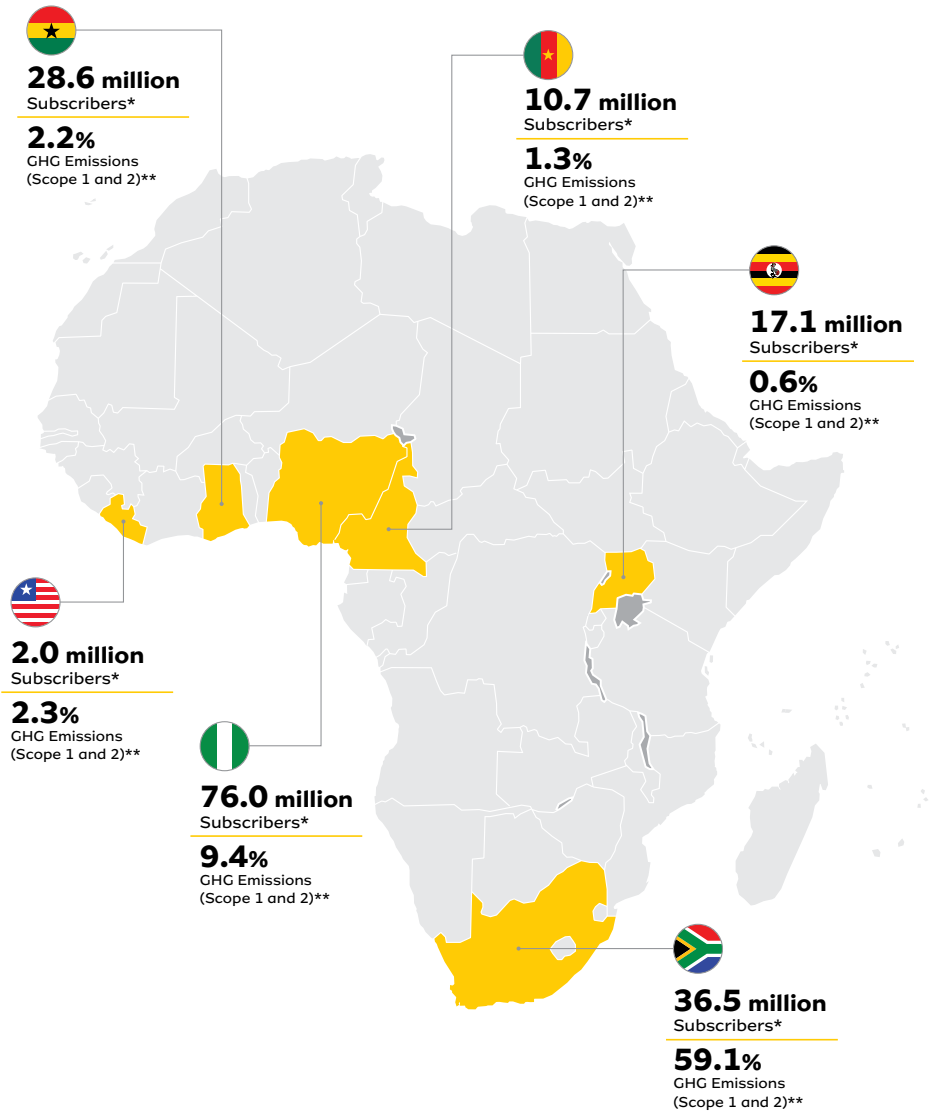 28.6 million
Subscribers*
2.2%
GHG Emissions
(Scope 1 and 2)**
10.7 million
Subscribers*
1.3%
GHG Emissions
(Scope 1 and 2)**
17.1 million
Subscribers*
0.6%
GHG Emissions
(Scope 1 and 2)**
2.0 million
Subscribers*
2.3%
GHG Emissions
(Scope 1 and 2)**
76.0 million
Subscribers*
9.4%
GHG Emissions
(Scope 1 and 2)**
36.5 million
Subscribers*
59.1%
GHG Emissions
(Scope 1 and 2)**